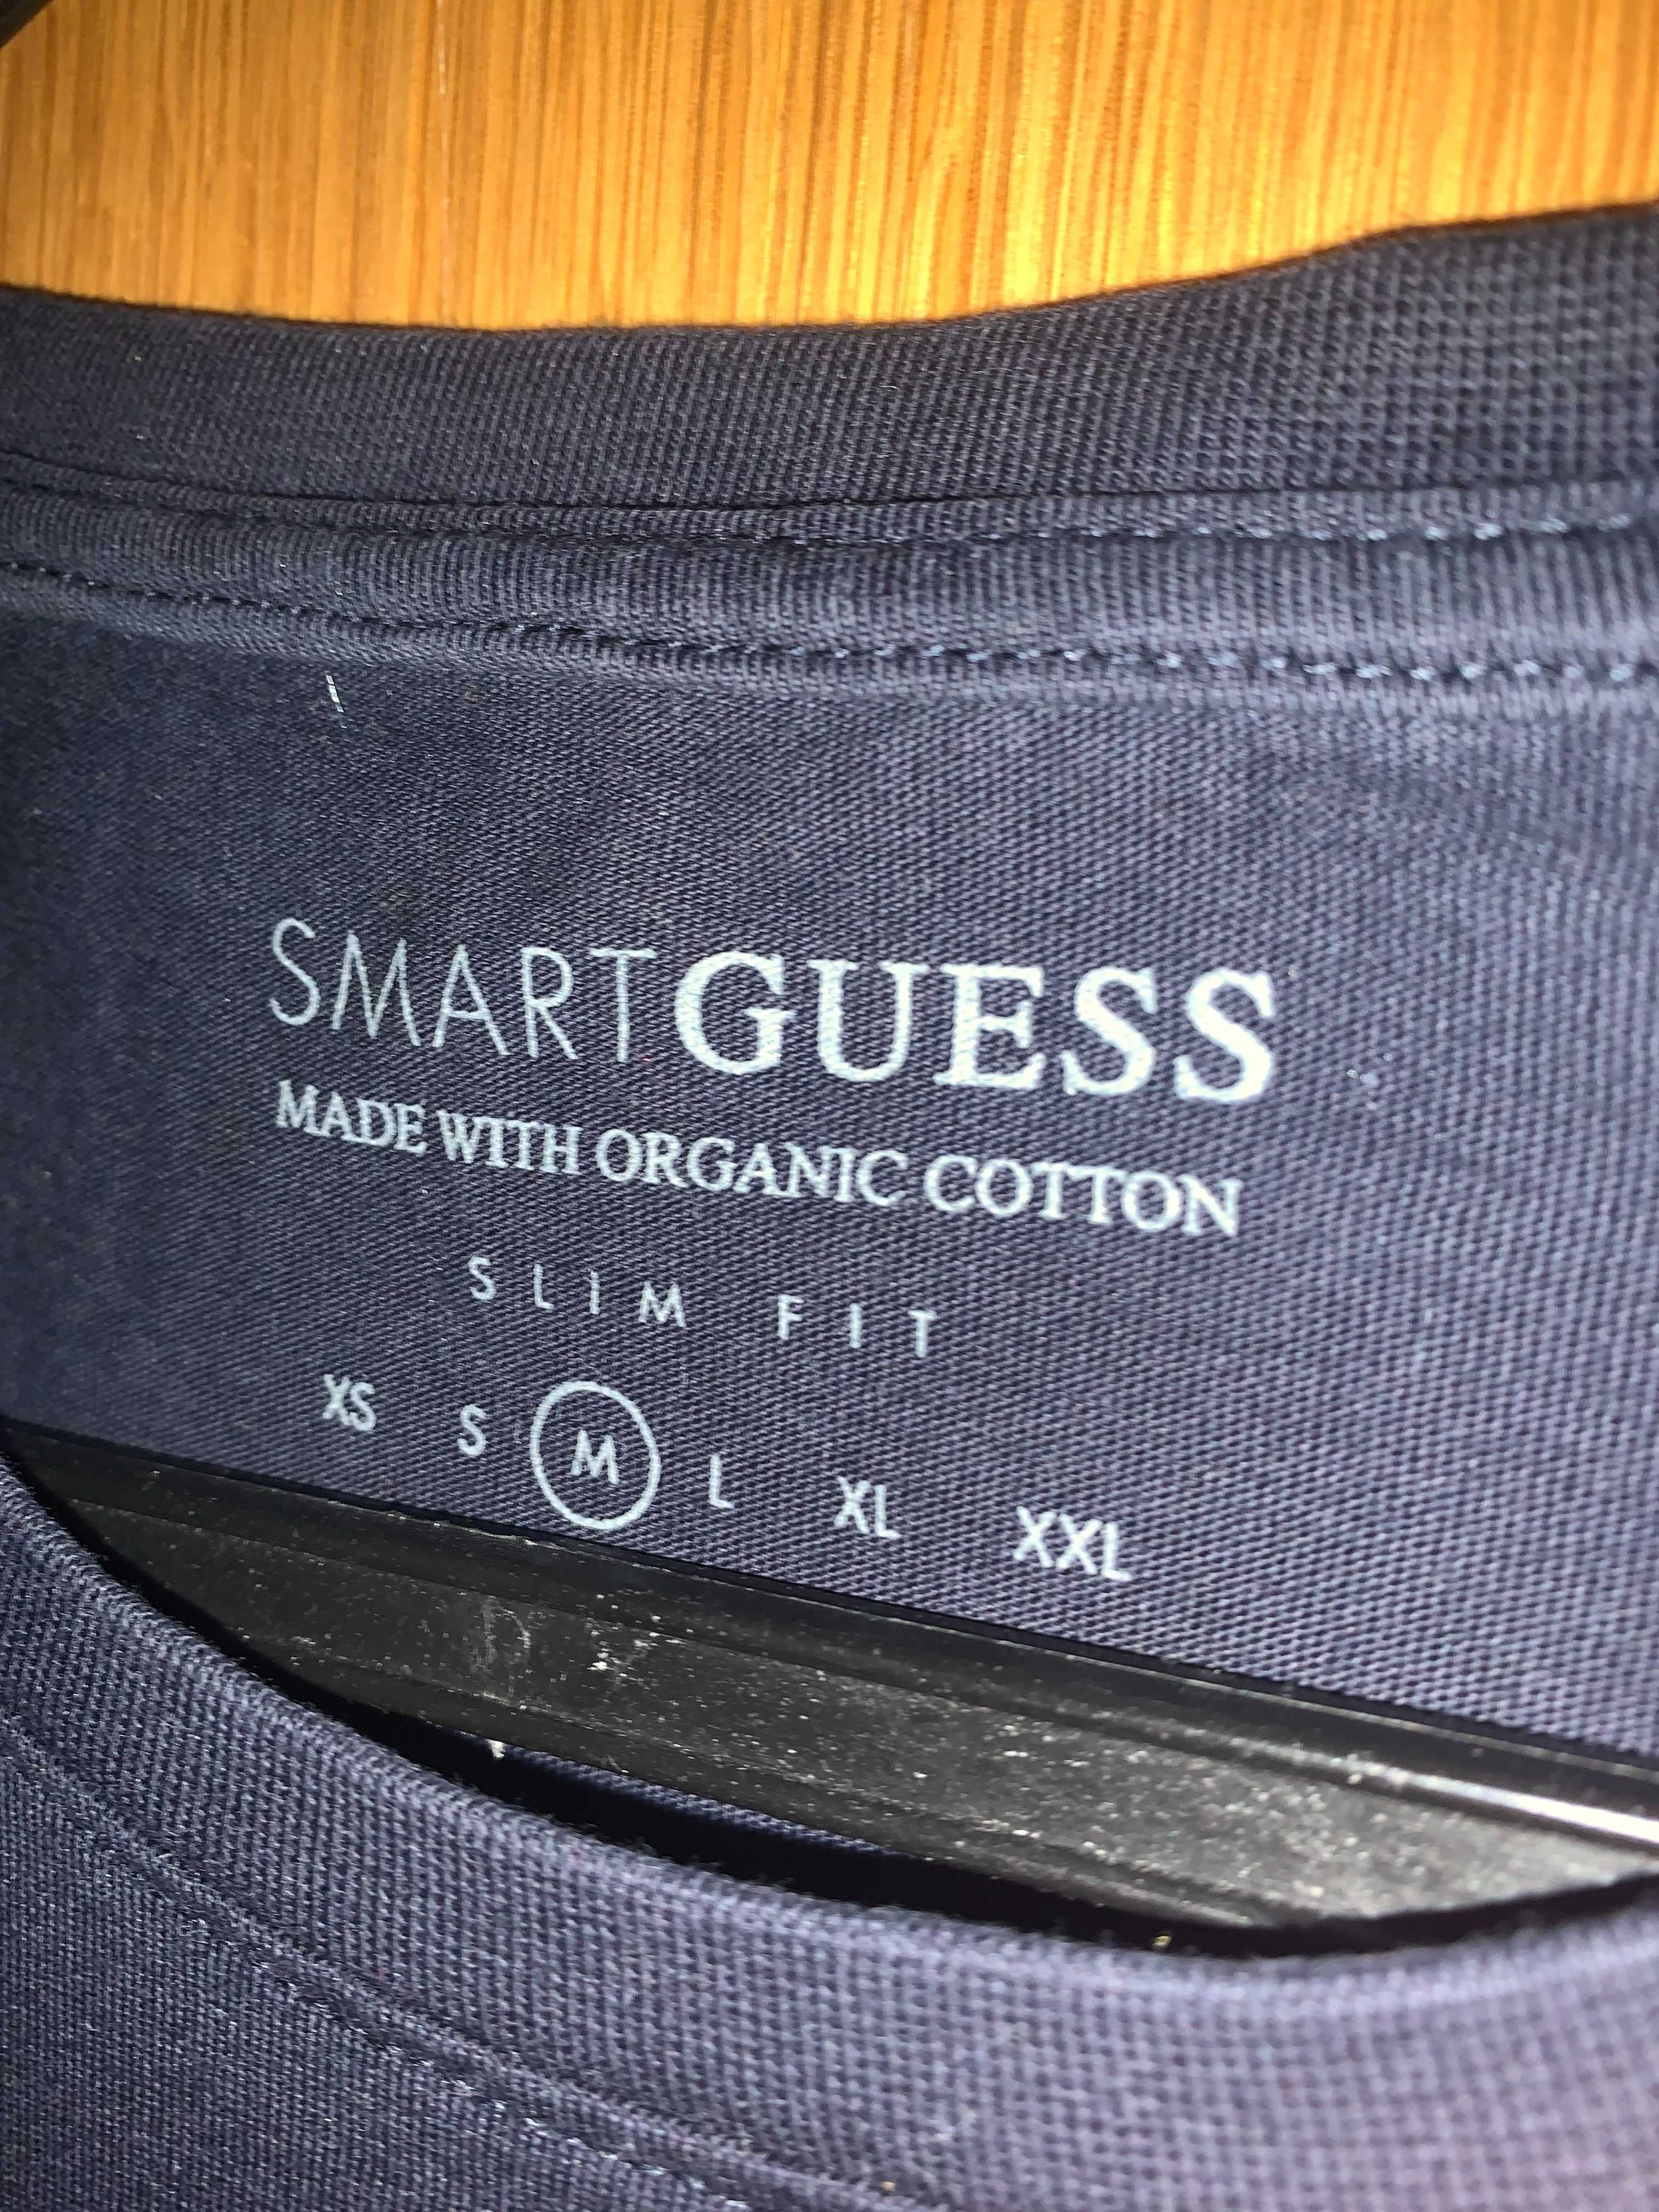 SMARTGUESS
MADE WITH ORGANIC COTTON
SLIM FIT
XS S M L XL XXL